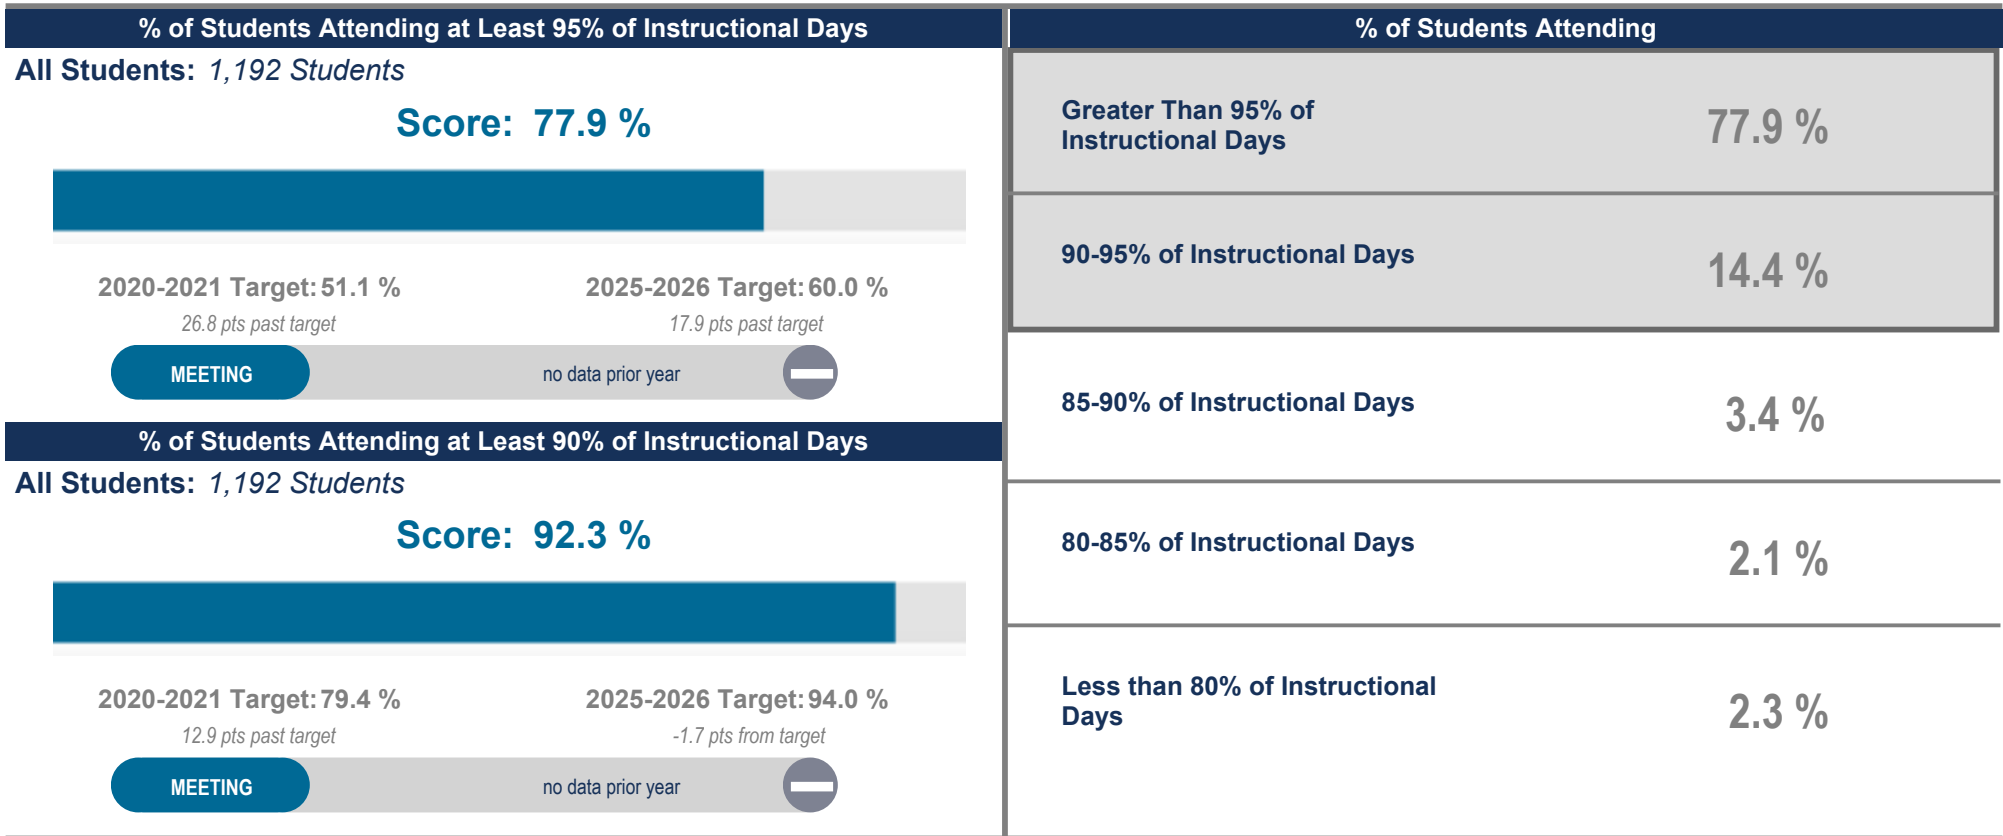 % of Students Attending at Least 95% of Instructional Days
All Students: 1,192 Students
Score: 77.9 %
2020-2021 Target: 51.1 %
26.8 pts past target
2025-2026 Target: 60.0 %
17.9 pts past target
MEETING
no data prior year
% of Students Attending at Least 90% of Instructional Days
All Students: 1,192 Students
Score: 92.3 %
2020-2021 Target: 79.4 %
12.9 pts past target
2025-2026 Target: 94.0 %
-1.7 pts from target
MEETING
no data prior year
% of Students Attending
Greater Than 95% of
Instructional Days
77.9 %
90-95% of Instructional Days
14.4 %
85-90% of Instructional Days
3.4 %
80-85% of Instructional Days
2.1 %
Less than 80% of Instructional
Days
2.3 %